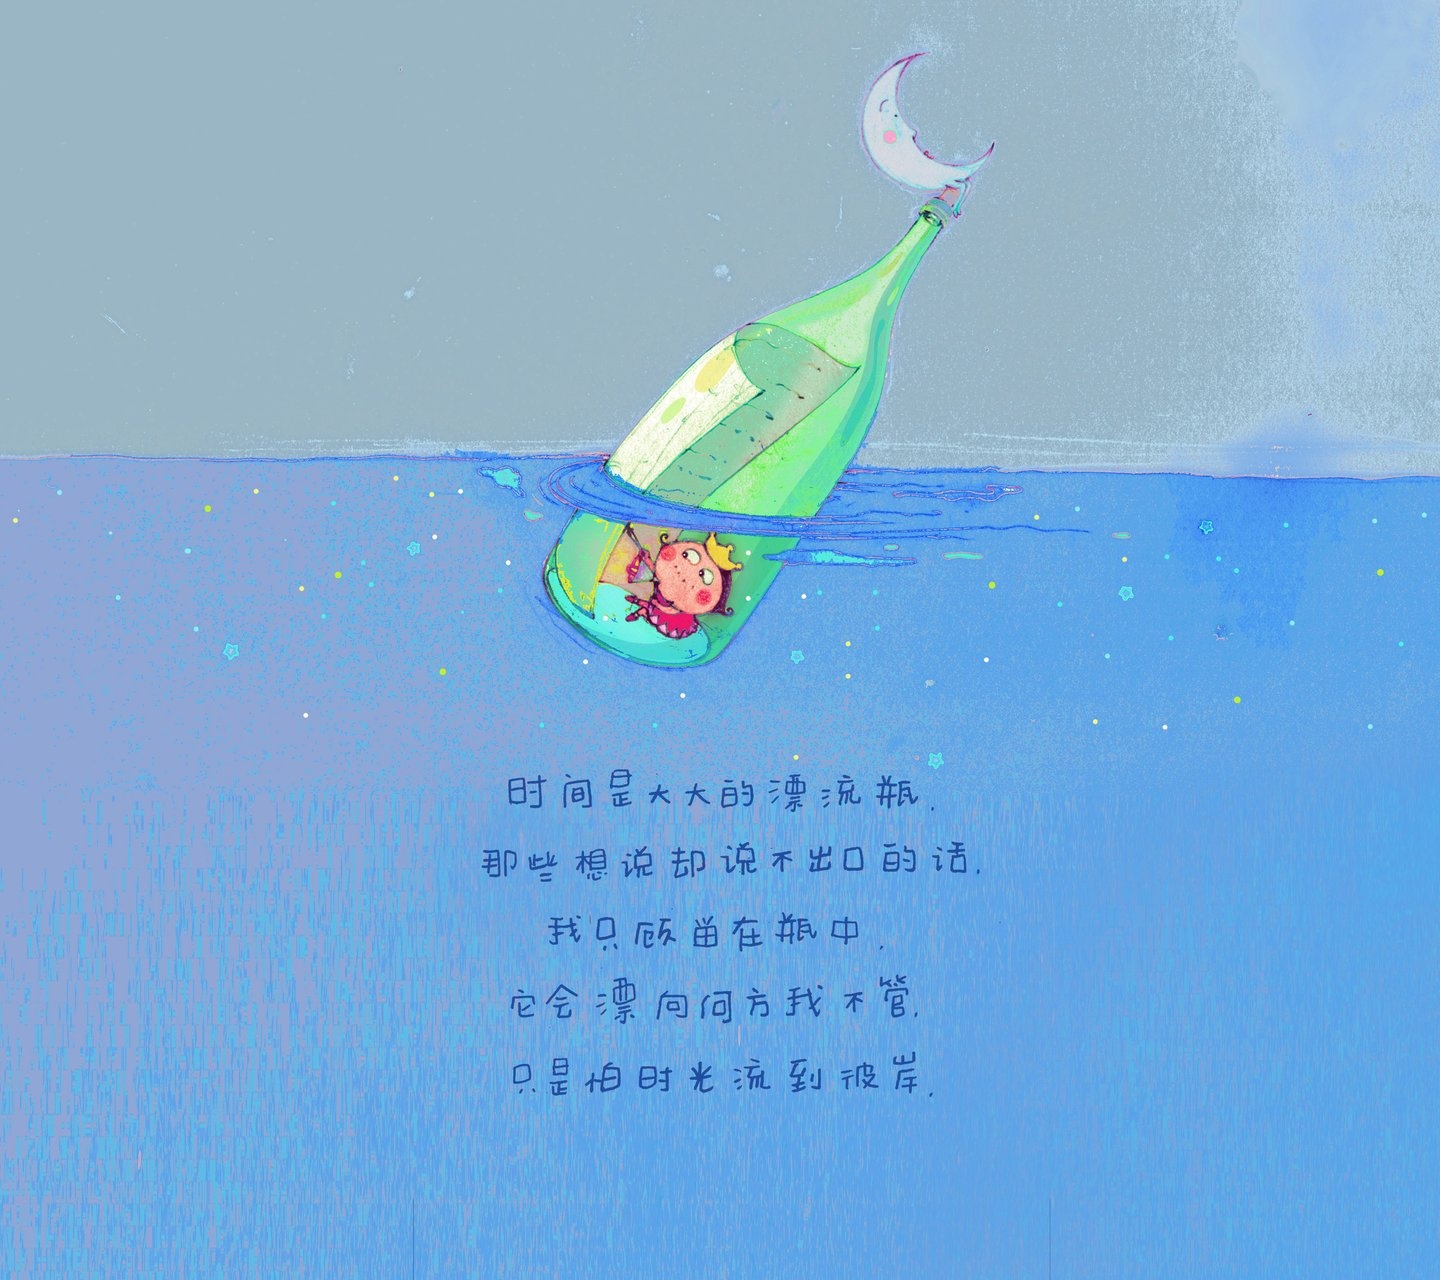 时间是大大的漂流瓶.
那些想说却说不出口的话.
我只顾留在瓶中.
它会漂向何方我不管.
只是怕时光流到彼岸.